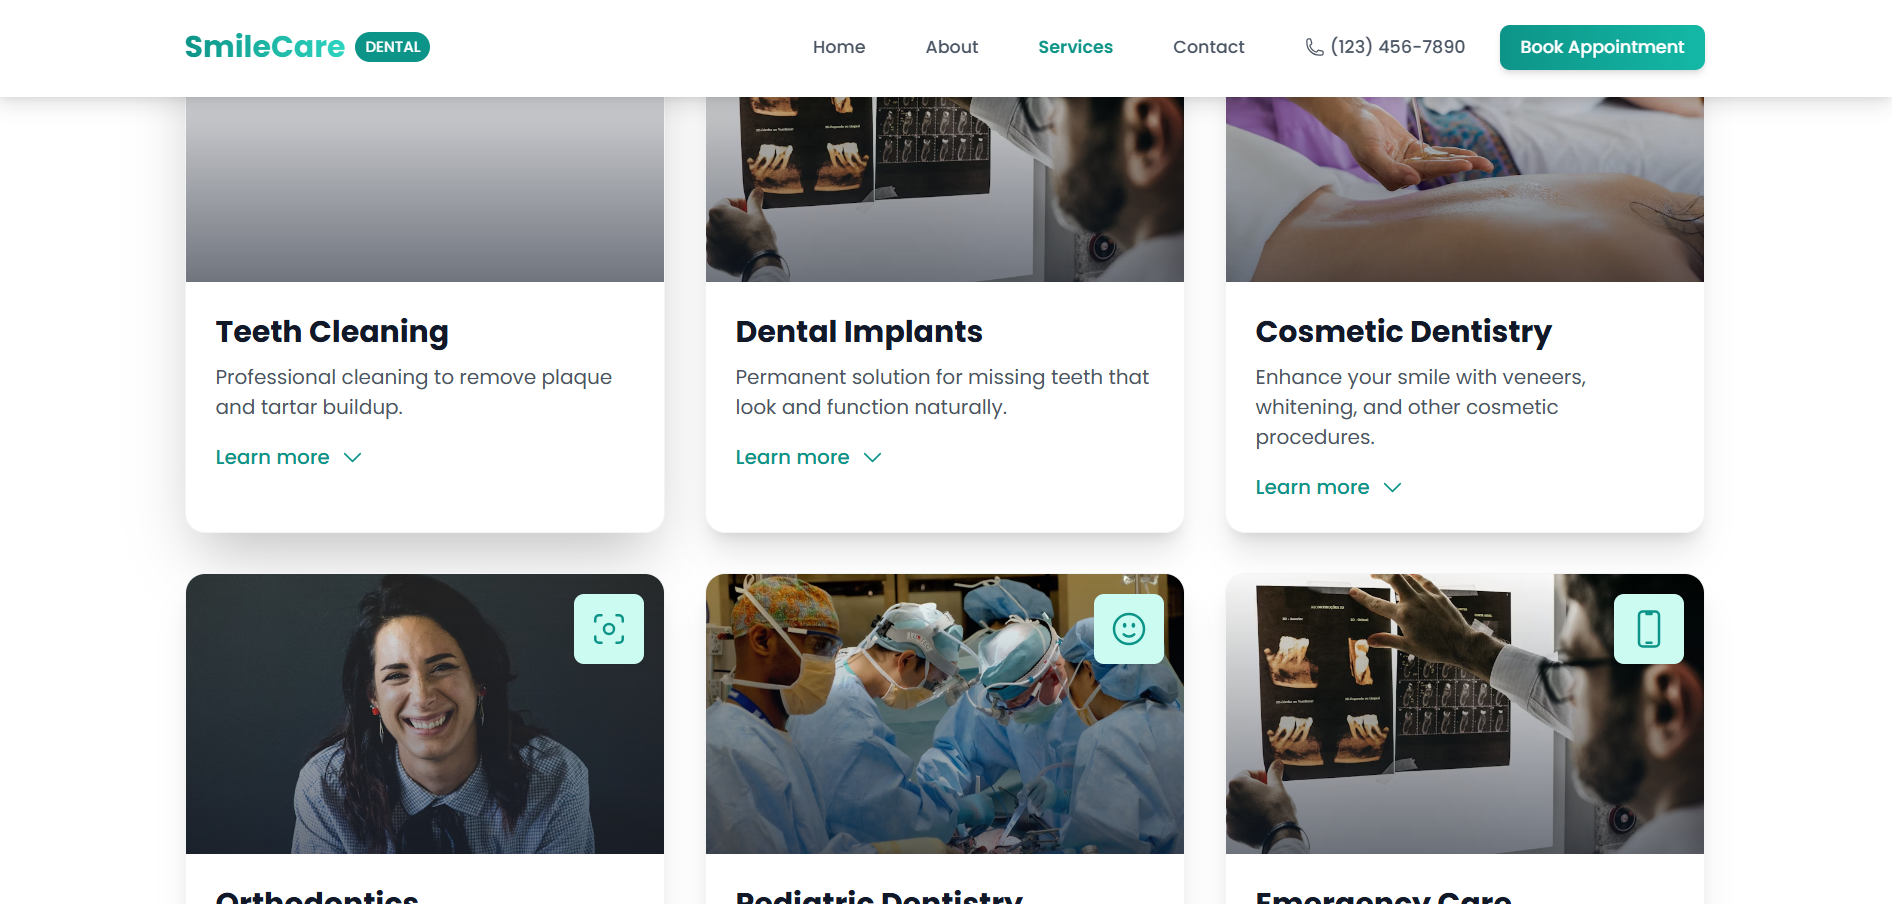 SmileCare DENTAL
Home
About
Services
Contact
(123) 456-7890
Book Appointment
Teeth Cleaning
Professional cleaning to remove plaque
and tartar buildup.
Learn more
Dental Implants
Permanent solution for missing teeth that
look and function naturally.
Learn more
Cosmetic Dentistry
Enhance your smile with veneers,
whitening, and other cosmetic
procedures.
Learn more
Orthodontics
Pediatric Dentistry
Emergency Care